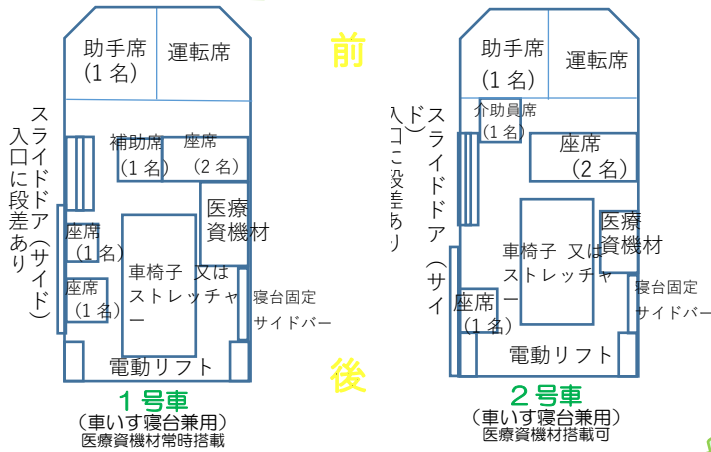 前
助手席
(1 名)
運転席
スライドドア（サイド）
入口に段差あり
補助席
(1 名)
座席
(2 名)
医療
資機材
座席
(1 名)
座席
(1 名)
車椅子 又は
ストレッチャ
ー
寝台固定
サイドバー
電動リフト
1 号車
(車いす寝台兼用)
医療資機材常時搭載
助手席
(1 名)
運転席
介助員席
(1 名)
スライドドア（サイ
ド）
入口に段差あり
座席
(2 名)
医療
資機材
車椅子 又は
ストレッチャ
ー
座席
(1 名)
寝台固定
サイドバー
電動リフト
後
2 号車
(車いす寝台兼用)
医療資機材搭載可